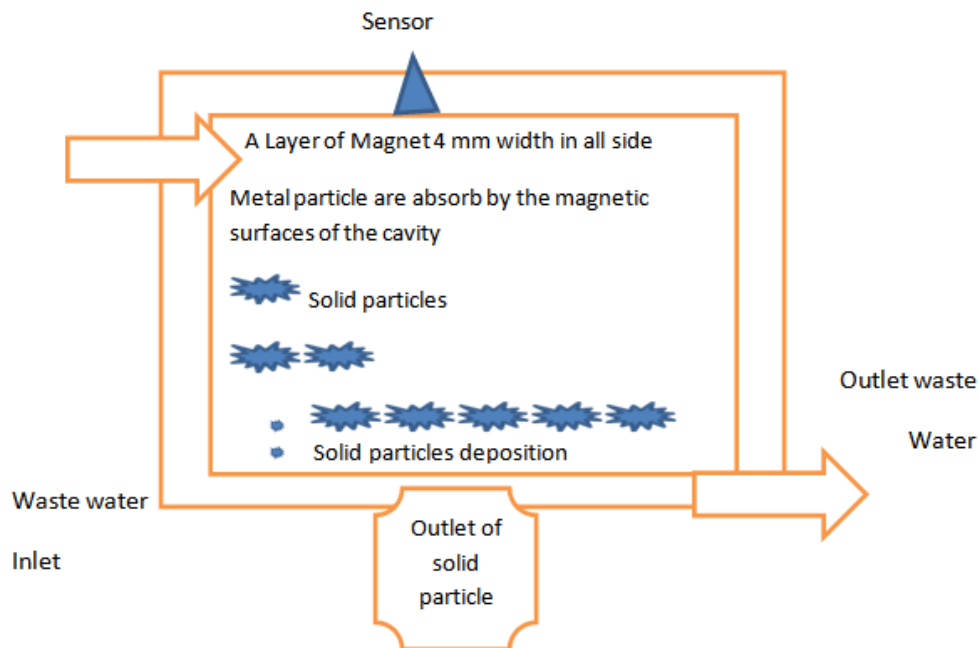 Sensor
A Layer of Magnet 4 mm width in all side
Metal particle are absorb by the magnetic
surfaces of the cavity
Solid particles
Outlet waste
Water
Solid particles deposition
Waste water
Inlet
Outlet of
solid
particle